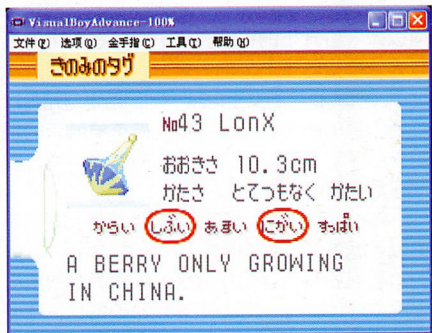 VisualBoyAdvance-100%
文件(F) 选项(O) 金手指(C) 工具(T) 帮助(H)
きのみのタグ
№43 LonX
おおきさ 10.3cm
かたさ とてつもなく かたい
からい しぶい あまい にがい すっぱい
A BERRY ONLY GROWING
IN CHINA.